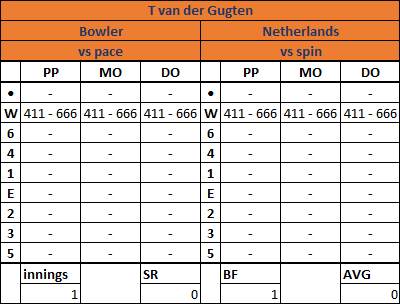 T van der Gugten
Bowler Netherlands
vs pace vs spin
PP MO DO PP MO DO
• - - - • - - -
W 411 - 666 411 - 666 411 - 666 W 411 - 666 411 - 666 411 - 666
6 - - - 6 - - -
4 - - - 4 - - -
1 - - - 1 - - -
E - - - E - - -
2 - - - 2 - - -
3 - - - 3 - - -
5 - - - 5 - - -
innings SR BF AVG
1 0 1 0